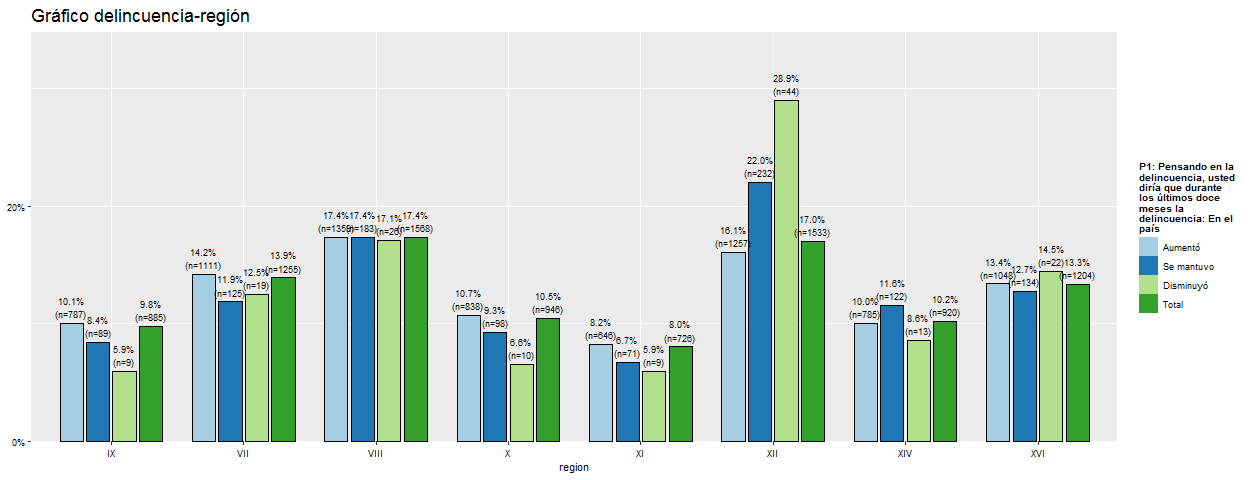 Gráfico delincuencia-región
20%
0%
10.1%
(n=787)
8.4%
(n=89)
5.9%
(n=9)
9.8%
(n=885)
14.2%
(n=1111)
11.9%
(n=125)
12.5%
(n=19)
13.9%
(n=1255)
17.4%
(n=1359)
17.4%
(n=183)
17.1%
(n=26)
17.4%
(n=1568)
10.7%
(n=838)
9.3%
(n=98)
6.6%
(n=10)
10.5%
(n=946)
8.2%
(n=646)
6.7%
(n=71)
5.9%
(n=9)
8.0%
(n=726)
16.1%
(n=1257)
22.0%
(n=232)
28.9%
(n=44)
17.0%
(n=1533)
10.0%
(n=785)
11.6%
(n=122)
8.6%
(n=13)
10.2%
(n=920)
13.4%
(n=1048)
12.7%
(n=134)
14.5%
(n=22)
13.3%
(n=1204)
IX
VII
VIII
X
XI
XII
XIV
XVI
region
P1: Pensando en la
delincuencia, usted
diría que durante
los últimos doce
meses la
delincuencia: En el
país
Aumentó
Se mantuvo
Disminuyó
Total